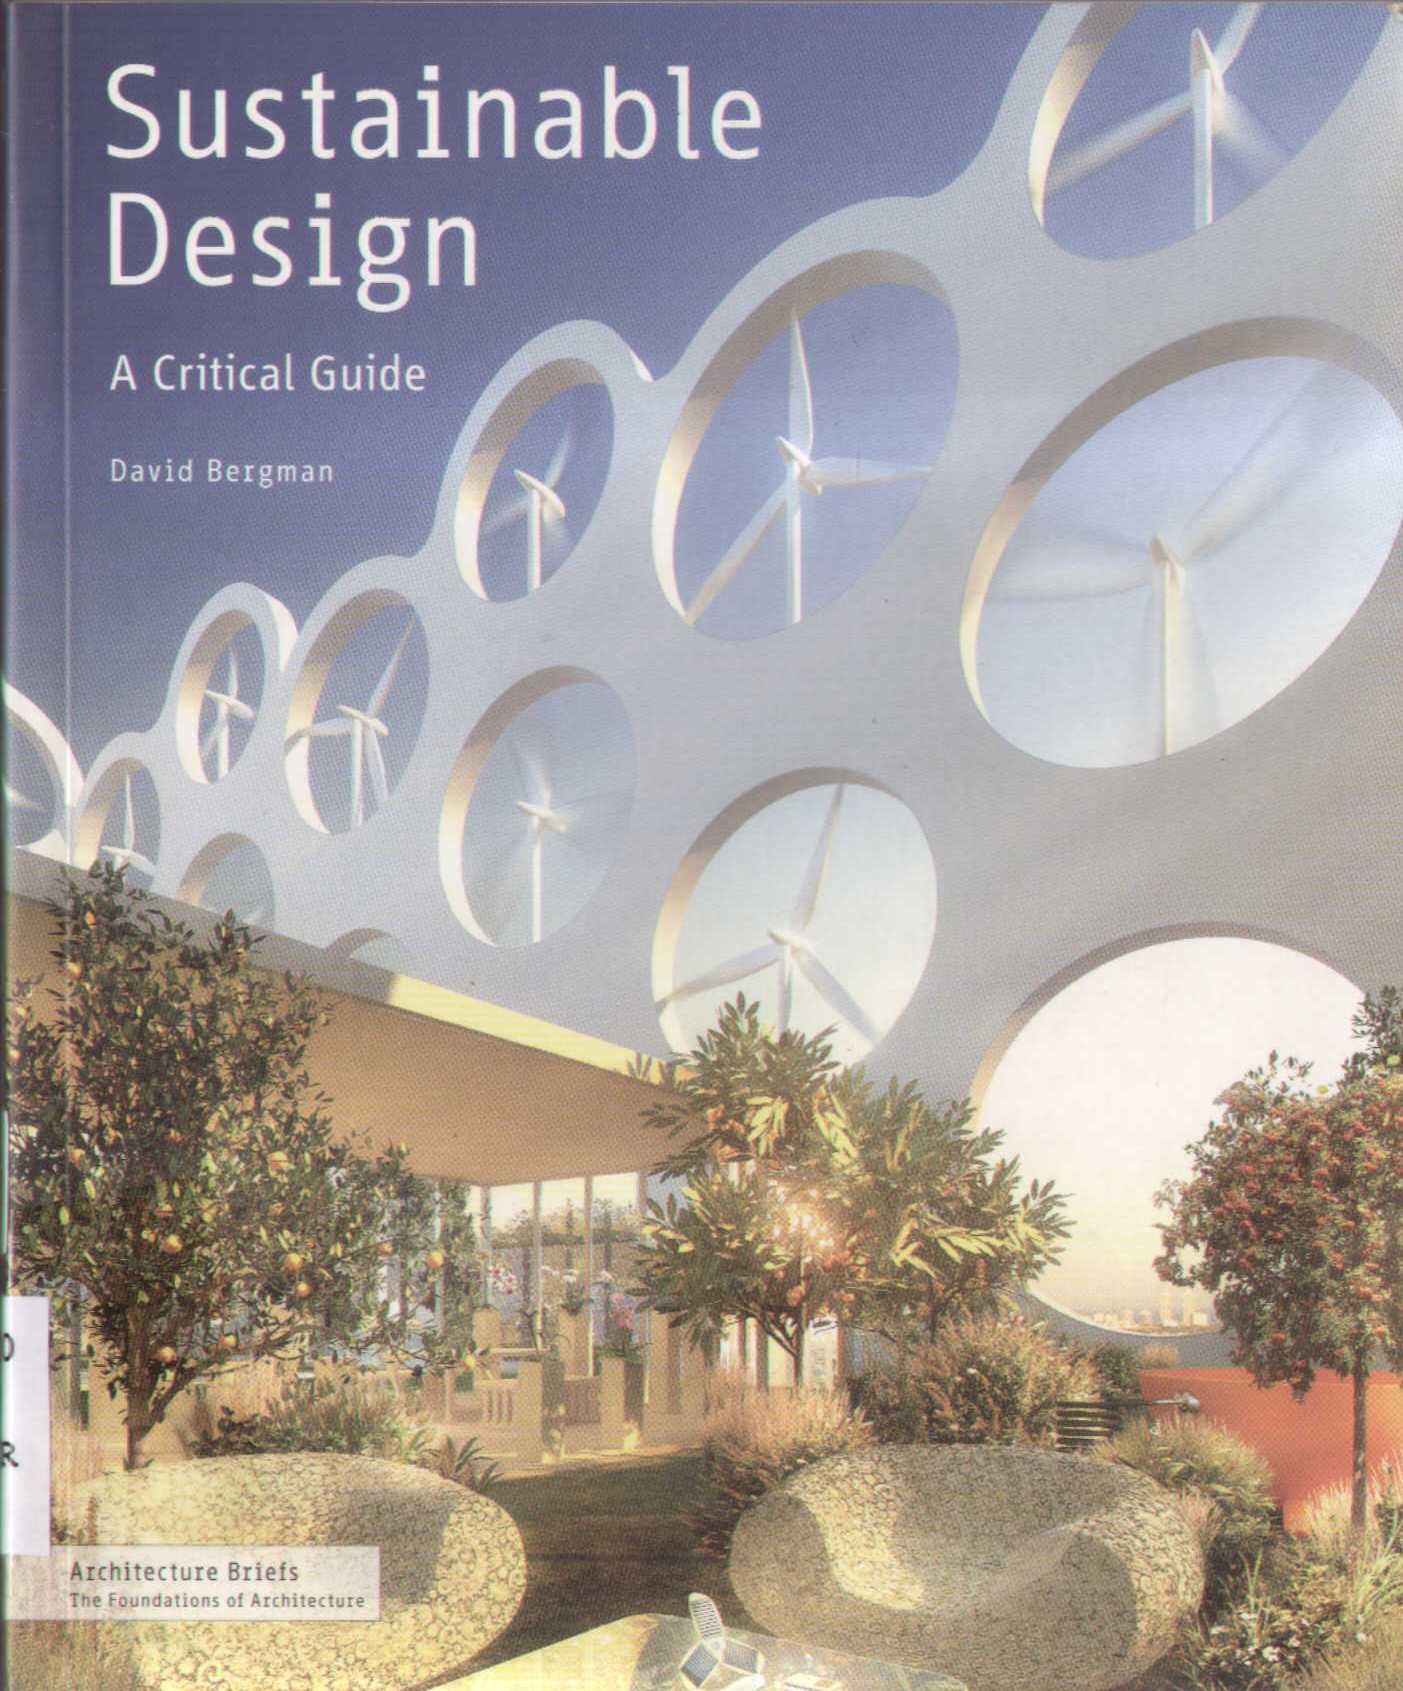 Sustainable
Design
A Critical Guide
David Bergman
R
Architecture Briefs
The Foundations of Architecture